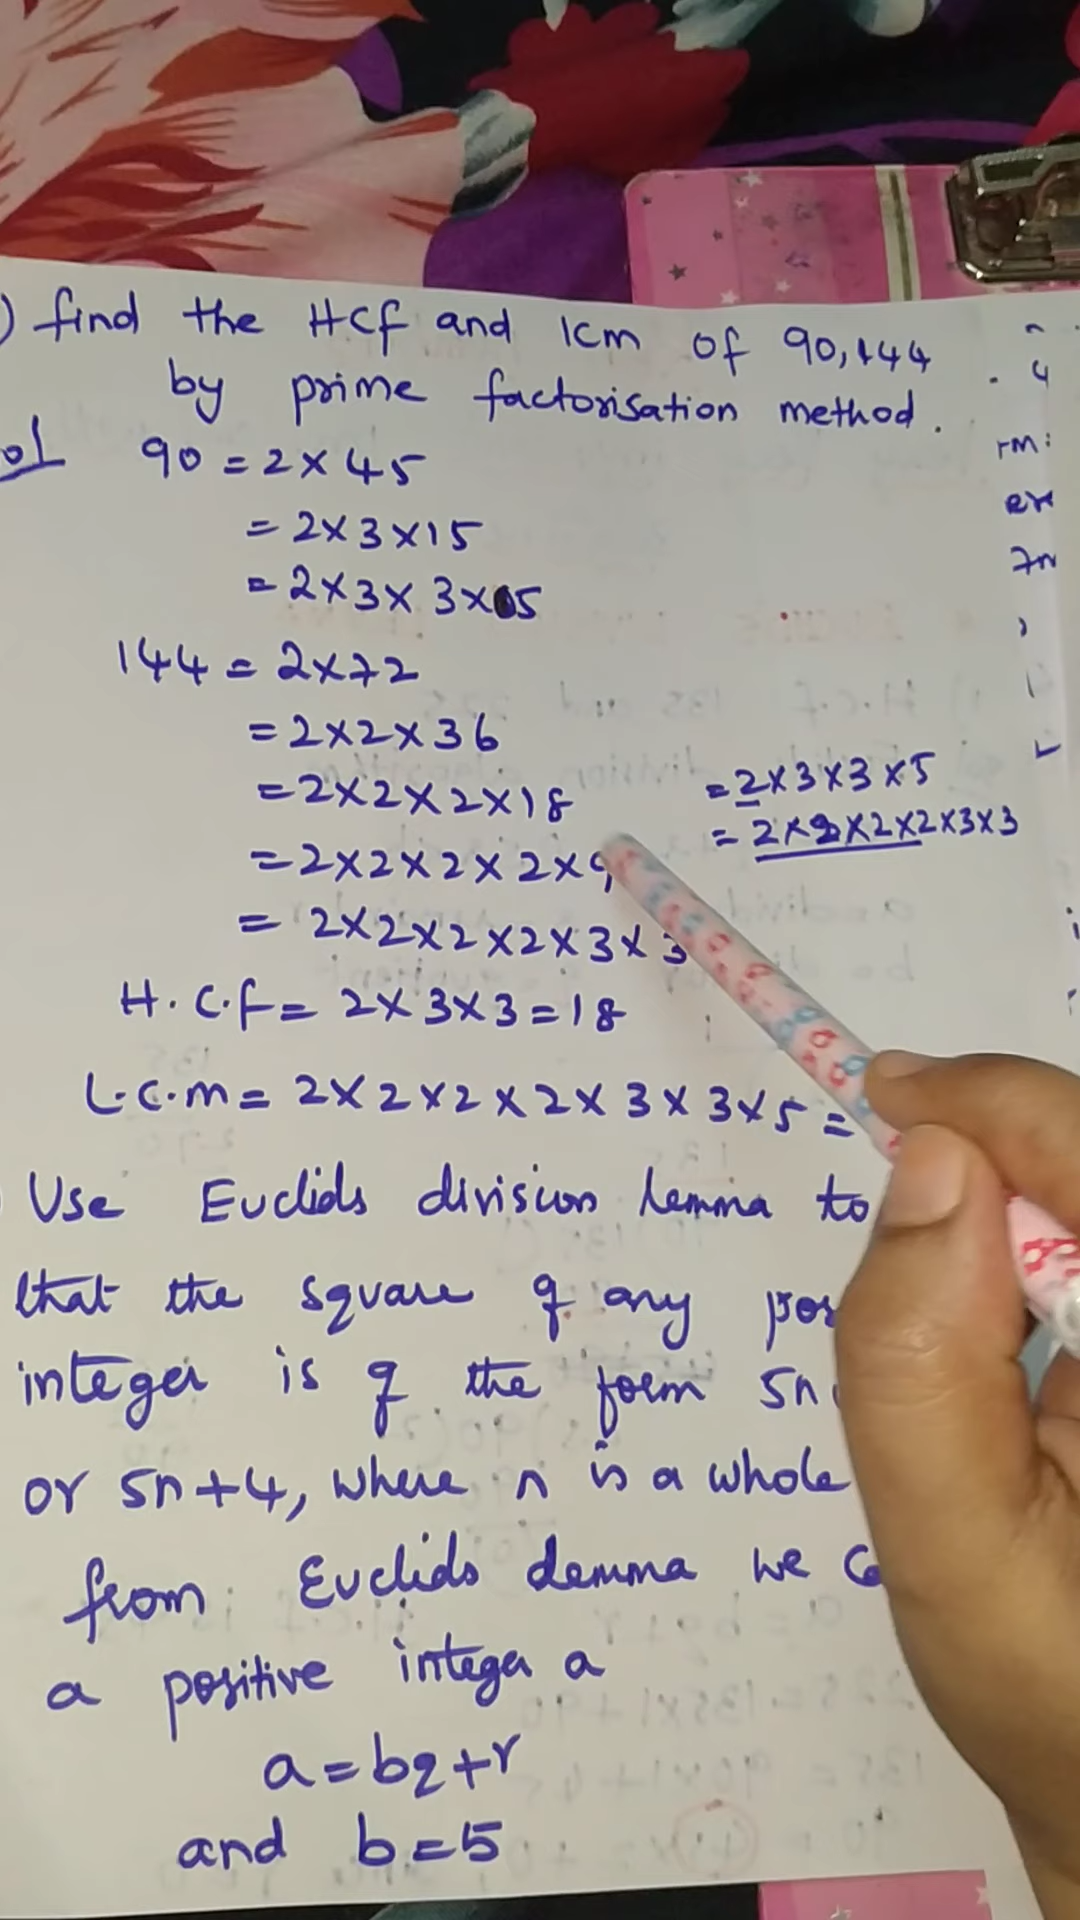 ) find the HCf and lcm of 90,144
by prime factorisation method.
ol 90 = 2 × 45
= 2×3×15
= 2×3×3×5
144 = 2×72
= 2×2×36
= 2×2×2×18
= 2×3×3×5
= 2×2×2×2×3×3
= 2×2×2×2×9
= 2×2×2×2×3×3
H.C.f = 2×3×3=18
L.C.m = 2×2×2×2×3×3×5 =
Use Euclids division lemma to
that the square of any pos
integer is of the form 5n
or 5n+4, where n is a whole
from Euclids lemma we
a positive integer a
a = bq+r
and b=5